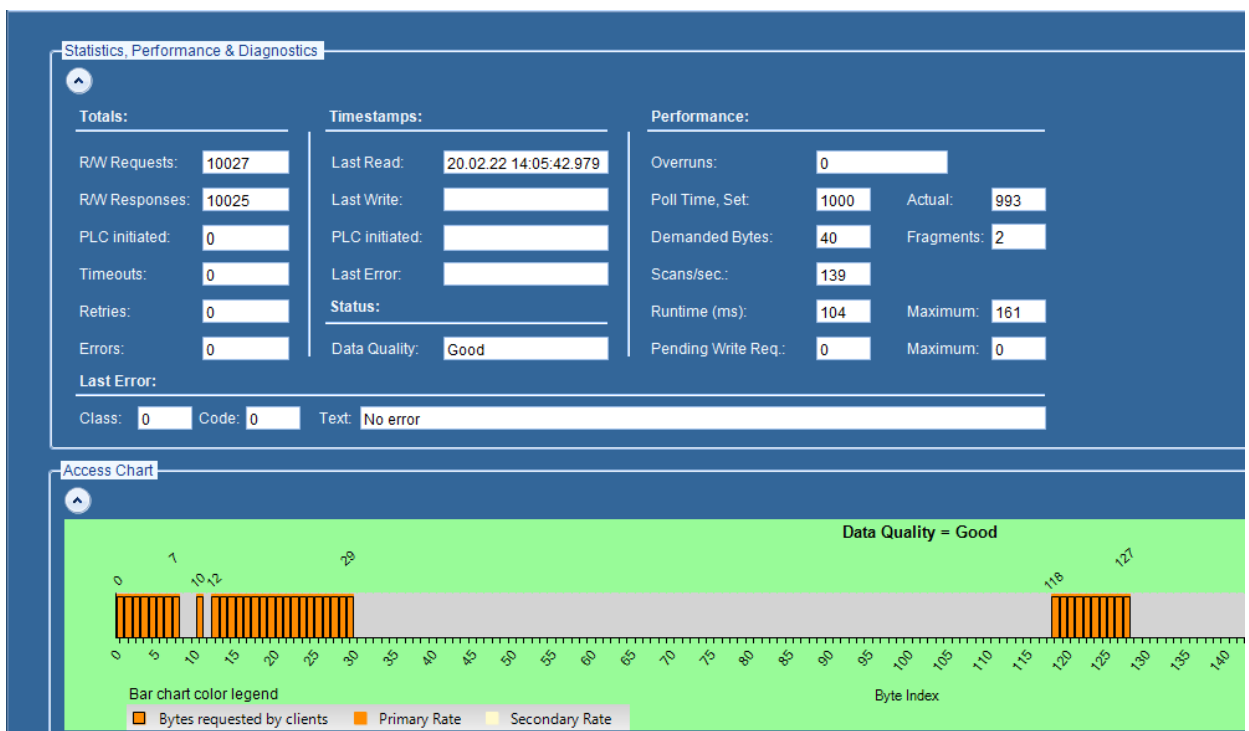 Statistics, Performance & Diagnostics
Totals: Timestamps: Performance:
R/W Requests: 10027 Last Read: 20.02.22 14:05:42.979 Overruns: 0
R/W Responses: 10025 Last Write: Poll Time, Set: 1000 Actual: 993
PLC initiated: 0 PLC initiated: Demanded Bytes: 40 Fragments: 2
Timeouts: 0 Last Error: Scans/sec.: 139
Retries: 0 Status: Runtime (ms): 104 Maximum: 161
Errors: 0 Data Quality: Good Pending Write Req.: 0 Maximum: 0
Last Error:
Class: 0 Code: 0 Text: No error
Access Chart
Data Quality = Good
0 7 10 12 29 118 127
0 5 10 15 20 25 30 35 40 45 50 55 60 65 70 75 80 85 90 95 100 105 110 115 120 125 130 135 140
Bar chart color legend Byte Index
Bytes requested by clients Primary Rate Secondary Rate